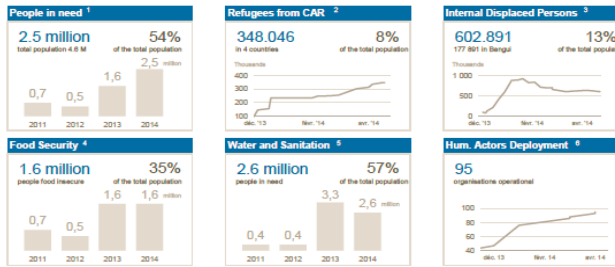 People in need 1
2.5 million 54%
total population 4.6 M of the total population
2,5 million
1,6
0,7
0,5
2011 2012 2013 2014
Refugees from CAR 2
348.046 8%
in 4 countries of the total population
Thousands
400
300
200
100
déc. '13 févr. '14 avr. '14
Internal Displaced Persons 3
602.891 13%
177 891 in Bangui of the total populat
Thousands
1 000
500
0
déc. '13 févr. '14 avr. '14
Food Security 4
1.6 million 35%
people food insecure of the total population
1,6 1,6 million
0,7
0,5
2011 2012 2013 2014
Water and Sanitation 5
2.6 million 57%
people in need of the total population
3,3
2,6 million
0,4 0,4
2011 2012 2013 2014
Hum. Actors Deployment 6
95
organisations operational
100
80
60
40
déc. 13 févr. 14 avr. 14